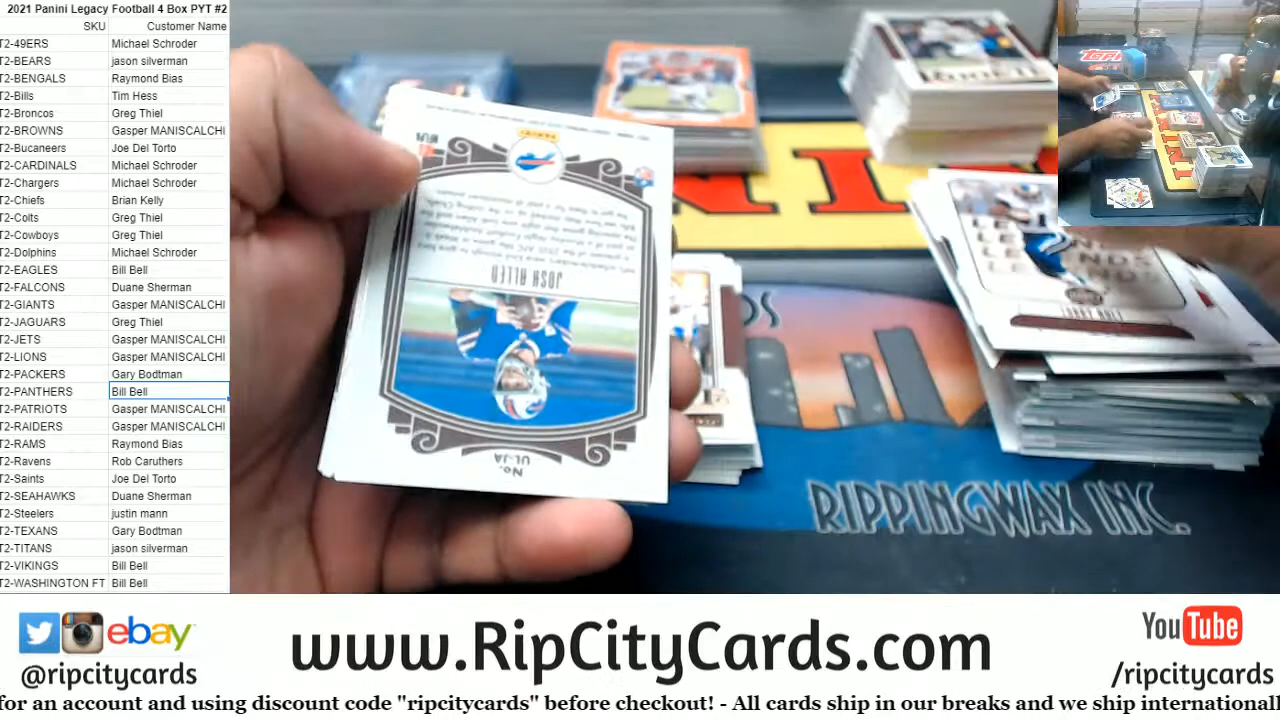 2021 Panini Legacy Football 4 Box PYT #2
SKU Customer Name
T2-49ERS Michael Schroder
T2-BEARS jason silverman
T2-BENGALS Raymond Bias
T2-Bills Tim Hess
T2-Broncos Greg Thiel
T2-BROWNS Gasper MANISCALCHI
T2-Bucaneers Joe Del Torto
T2-CARDINALS Michael Schroder
T2-Chargers Michael Schroder
T2-Chiefs Brian Kelly
T2-Colts Greg Thiel
T2-Cowboys Greg Thiel
T2-Dolphins Michael Schroder
T2-EAGLES Bill Bell
T2-FALCONS Duane Sherman
T2-GIANTS Gasper MANISCALCHI
T2-JAGUARS Greg Thiel
T2-JETS Gasper MANISCALCHI
T2-LIONS Gasper MANISCALCHI
T2-PACKERS Gary Bodtman
T2-PANTHERS Bill Bell
T2-PATRIOTS Gasper MANISCALCHI
T2-RAIDERS Gasper MANISCALCHI
T2-RAMS Raymond Bias
T2-Ravens Rob Caruthers
T2-Saints Joe Del Torto
T2-SEAHAWKS Duane Sherman
T2-Steelers justin mann
T2-TEXANS Gary Bodtman
T2-TITANS jason silverman
T2-VIKINGS Bill Bell
T2-WASHINGTON FT Bill Bell
No.
UL-JA
JOSH ALLEN
RIPPINGWAX INC.
ebay
@ripcitycards
www.RipCityCards.com
YouTube
/ripcitycards
for an account and using discount code "ripcitycards" before checkout! - All cards ship in our breaks and we ship internationall